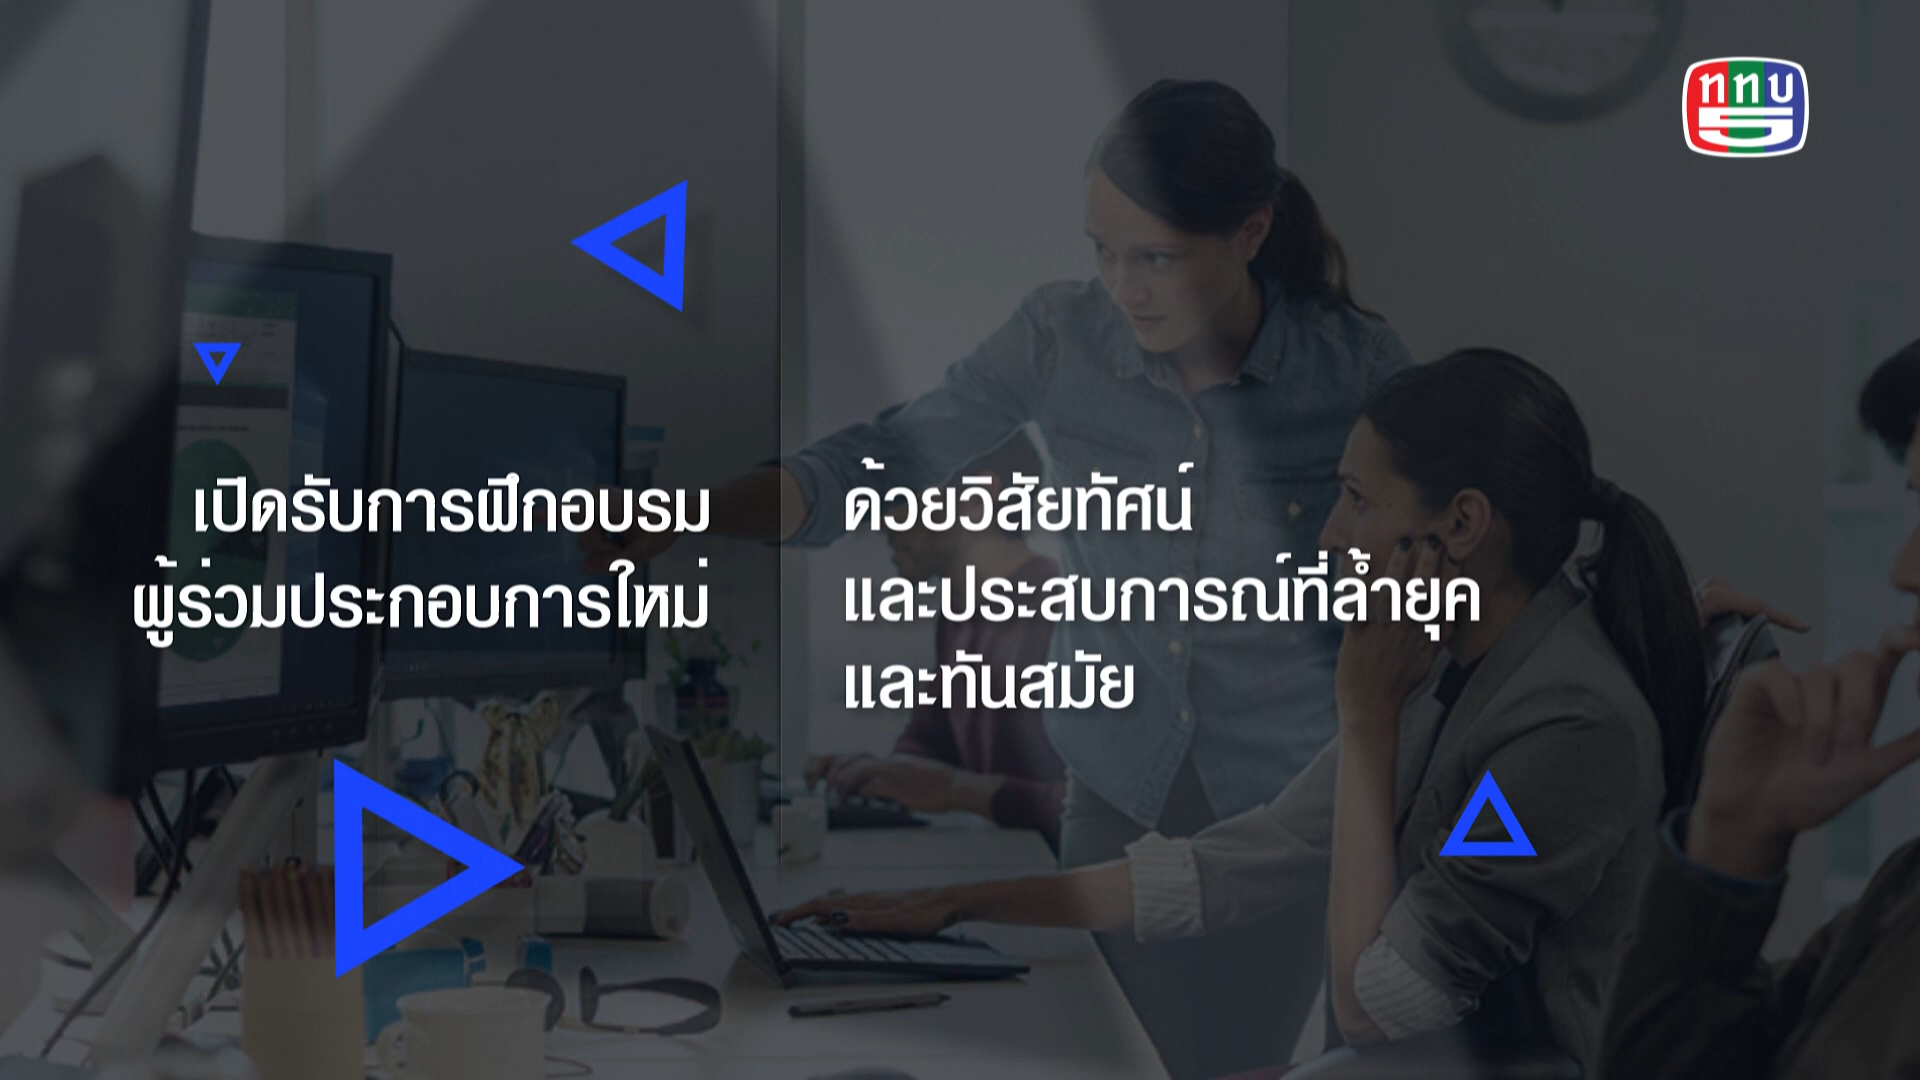 ททบ
5
เปิดรับการฝึกอบรม
ผู้ร่วมประกอบการใหม่
ด้วยวิสัยทัศน์
และประสบการณ์ที่ล้ำยุค
และทันสมัย